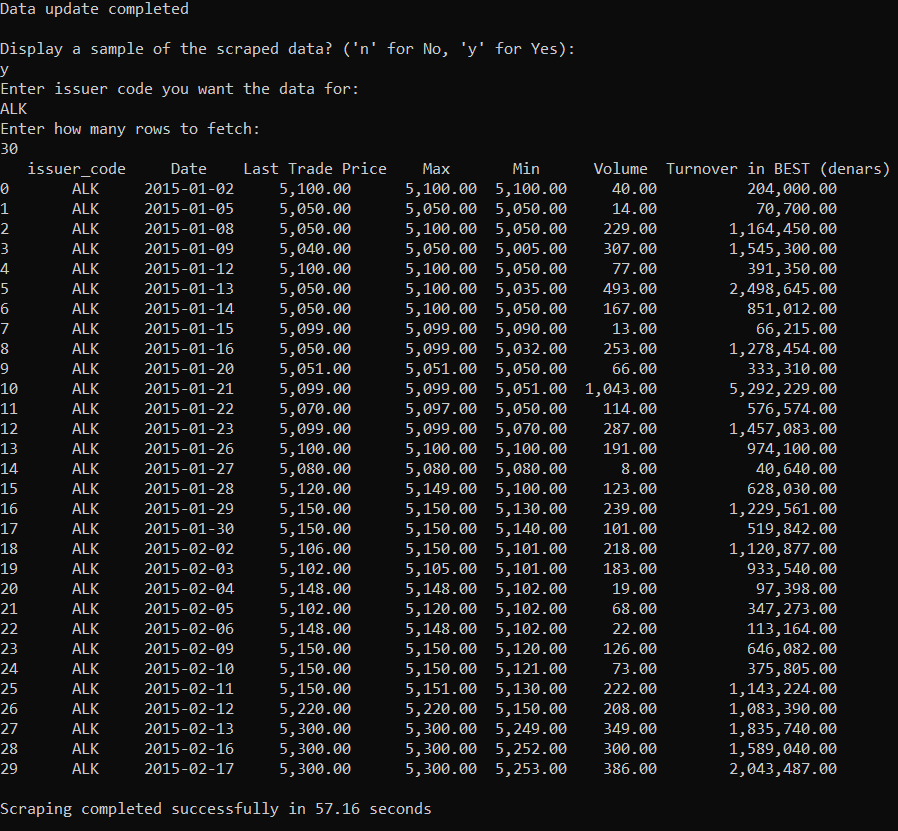 Data update completed
Display a sample of the scraped data? ('n' for No, 'y' for Yes):
y
Enter issuer code you want the data for:
ALK
Enter how many rows to fetch:
30
issuer_code Date Last Trade Price Max Min Volume Turnover in BEST (denars)
0 ALK 2015-01-02 5,100.00 5,100.00 5,100.00 40.00 204,000.00
1 ALK 2015-01-05 5,050.00 5,050.00 5,050.00 14.00 70,700.00
2 ALK 2015-01-08 5,050.00 5,100.00 5,050.00 229.00 1,164,450.00
3 ALK 2015-01-09 5,040.00 5,050.00 5,005.00 307.00 1,545,300.00
4 ALK 2015-01-12 5,100.00 5,100.00 5,050.00 77.00 391,350.00
5 ALK 2015-01-13 5,050.00 5,100.00 5,035.00 493.00 2,498,645.00
6 ALK 2015-01-14 5,050.00 5,100.00 5,050.00 167.00 851,012.00
7 ALK 2015-01-15 5,099.00 5,099.00 5,090.00 13.00 66,215.00
8 ALK 2015-01-16 5,050.00 5,099.00 5,032.00 253.00 1,278,454.00
9 ALK 2015-01-20 5,051.00 5,051.00 5,050.00 66.00 333,310.00
10 ALK 2015-01-21 5,099.00 5,099.00 5,051.00 1,043.00 5,292,229.00
11 ALK 2015-01-22 5,070.00 5,097.00 5,050.00 114.00 576,574.00
12 ALK 2015-01-23 5,099.00 5,099.00 5,070.00 287.00 1,457,083.00
13 ALK 2015-01-26 5,100.00 5,100.00 5,100.00 191.00 974,100.00
14 ALK 2015-01-27 5,080.00 5,080.00 5,080.00 8.00 40,640.00
15 ALK 2015-01-28 5,120.00 5,149.00 5,100.00 123.00 628,030.00
16 ALK 2015-01-29 5,150.00 5,150.00 5,130.00 239.00 1,229,561.00
17 ALK 2015-01-30 5,150.00 5,150.00 5,140.00 101.00 519,842.00
18 ALK 2015-02-02 5,106.00 5,150.00 5,101.00 218.00 1,120,877.00
19 ALK 2015-02-03 5,102.00 5,105.00 5,101.00 183.00 933,540.00
20 ALK 2015-02-04 5,148.00 5,148.00 5,102.00 19.00 97,398.00
21 ALK 2015-02-05 5,102.00 5,120.00 5,102.00 68.00 347,273.00
22 ALK 2015-02-06 5,148.00 5,148.00 5,102.00 22.00 113,164.00
23 ALK 2015-02-09 5,150.00 5,150.00 5,120.00 126.00 646,082.00
24 ALK 2015-02-10 5,150.00 5,150.00 5,121.00 73.00 375,805.00
25 ALK 2015-02-11 5,150.00 5,151.00 5,130.00 222.00 1,143,224.00
26 ALK 2015-02-12 5,220.00 5,220.00 5,150.00 208.00 1,083,390.00
27 ALK 2015-02-13 5,300.00 5,300.00 5,249.00 349.00 1,835,740.00
28 ALK 2015-02-16 5,300.00 5,300.00 5,252.00 300.00 1,589,040.00
29 ALK 2015-02-17 5,300.00 5,300.00 5,253.00 386.00 2,043,487.00
Scraping completed successfully in 57.16 seconds